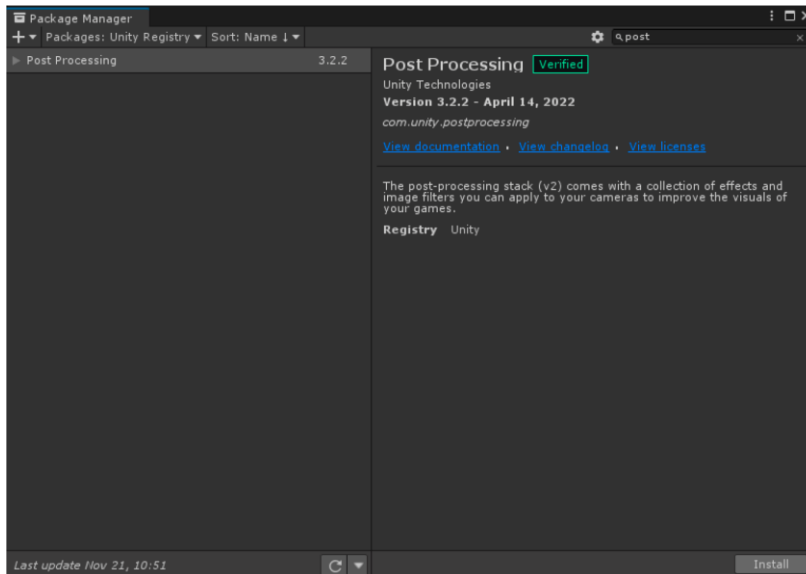 Package Manager
Packages: Unity Registry Sort: Name ↓ post
Post Processing 3.2.2
Post Processing Verified
Unity Technologies
Version 3.2.2 - April 14, 2022
com.unity.postprocessing
View documentation • View changelog • View licenses
The post-processing stack (v2) comes with a collection of effects and
image filters you can apply to your cameras to improve the visuals of
your games.
Registry Unity
Last update Nov 21, 10:51
Install